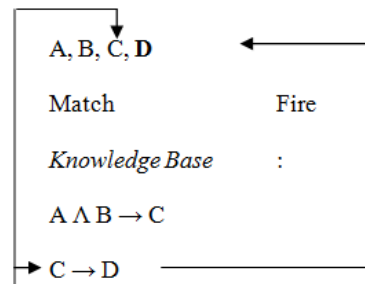 A, B, C, D
Match Fire
Knowledge Base :
A Λ B → C
C → D